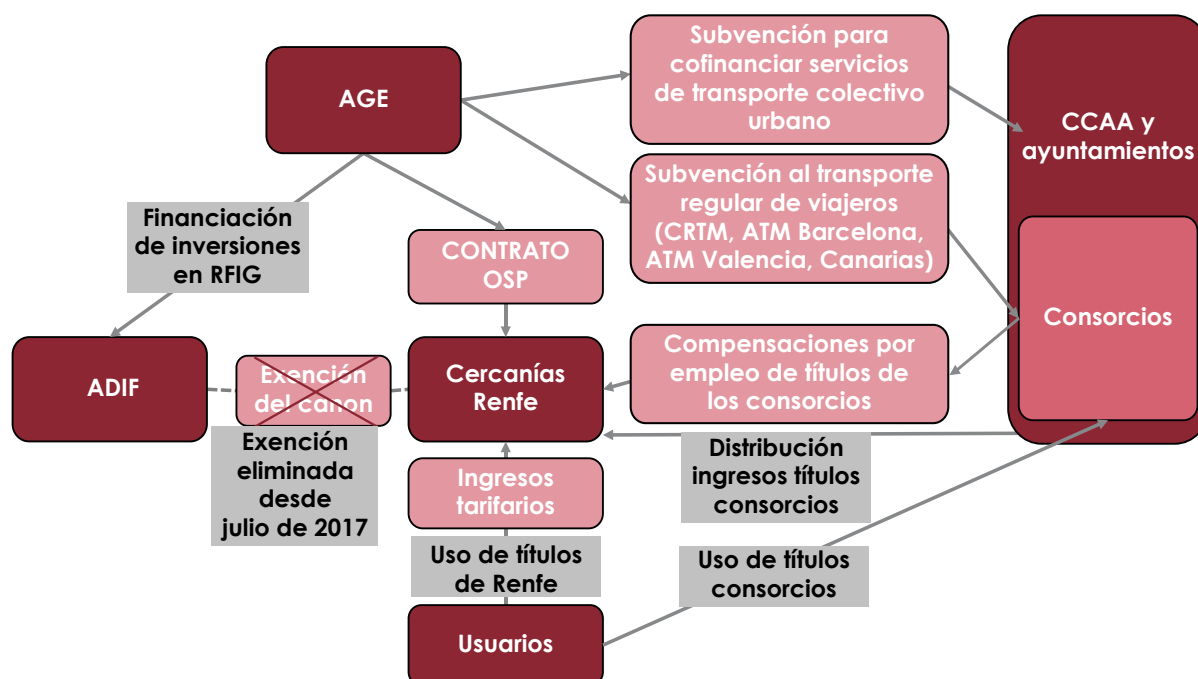 Subvención para
cofinanciar servicios
de transporte colectivo
urbano
AGE
CCAA y
ayuntamientos
Subvención al transporte
regular de viajeros
(CRTM, ATM Barcelona,
ATM Valencia, Canarias)
Financiación
de inversiones
en RFIG
CONTRATO
OSP
Consorcios
ADIF
Exención
del canon
Cercanías
Renfe
Compensaciones por
empleo de títulos de
los consorcios
Exención
eliminada
desde
julio de 2017
Distribución
ingresos títulos
consorcios
Ingresos
tarifarios
Uso de títulos
de Renfe
Uso de títulos
consorcios
Usuarios